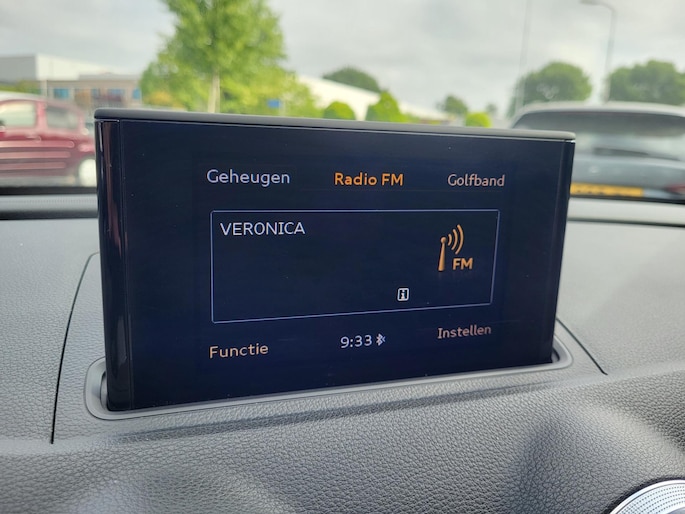 Geheugen Radio FM Golfband
VERONICA
FM
i
Functie 9:33 Instellen